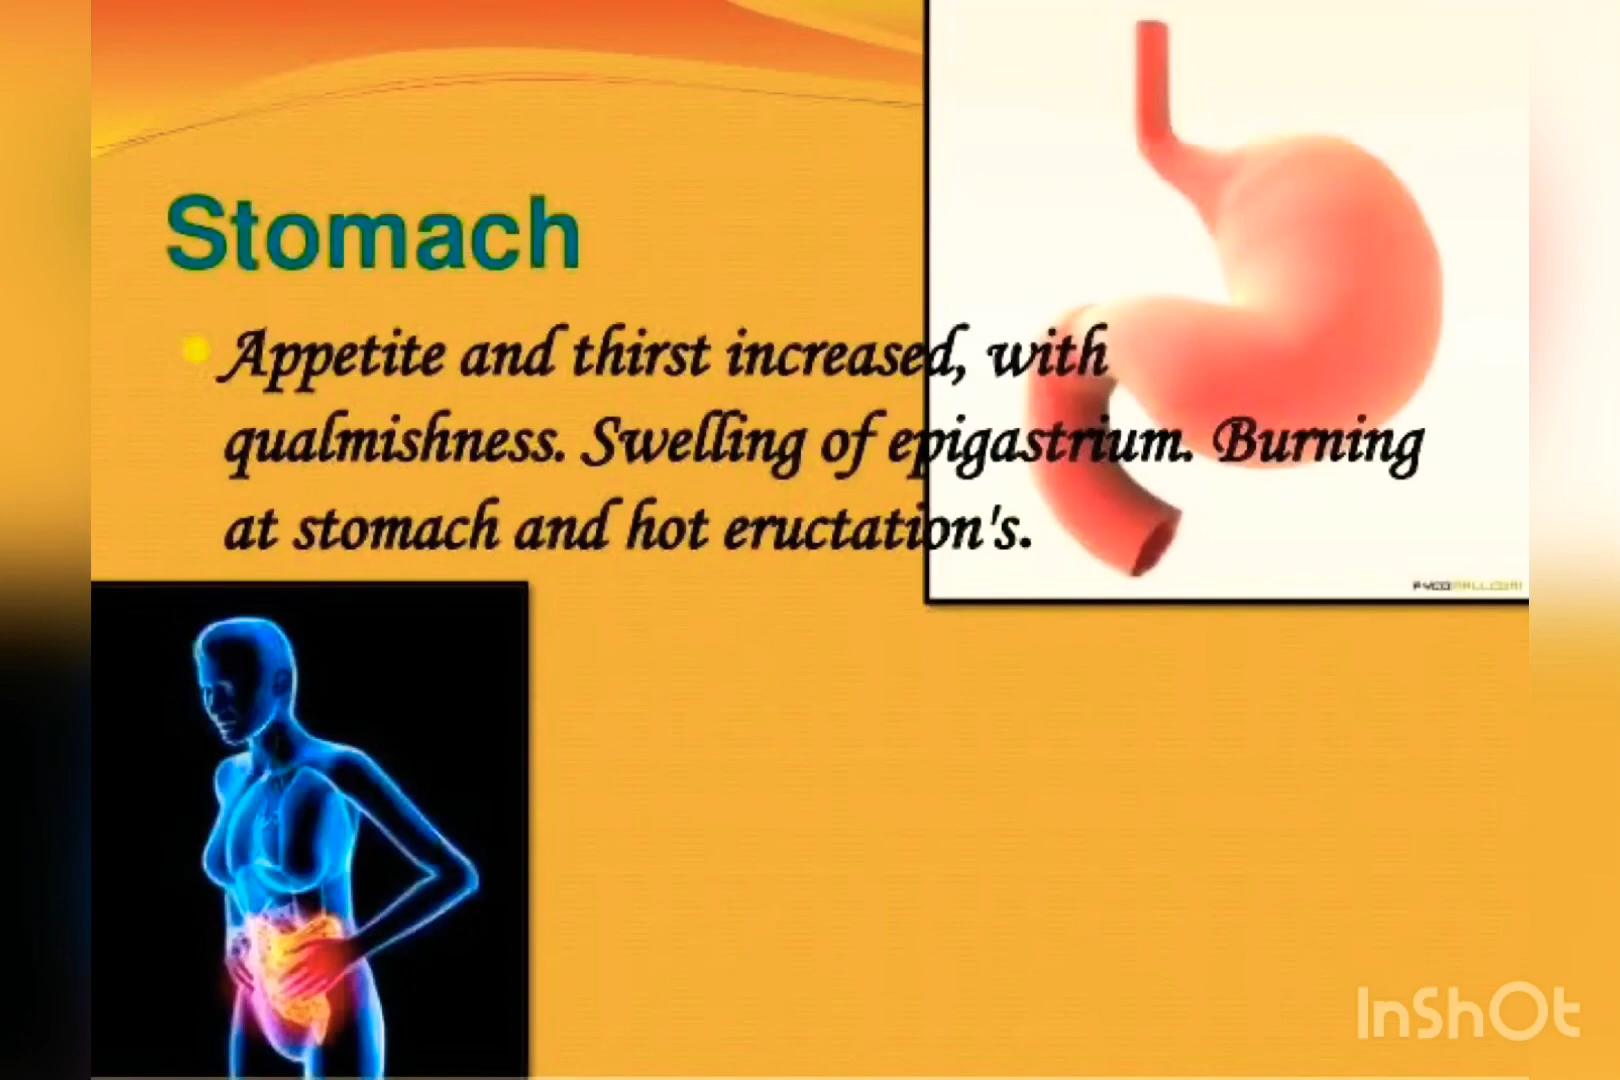 Stomach
Appetite and thirst increased, with
qualmishness. Swelling of epigastrium. Burning
at stomach and hot eructation's.
InShOt